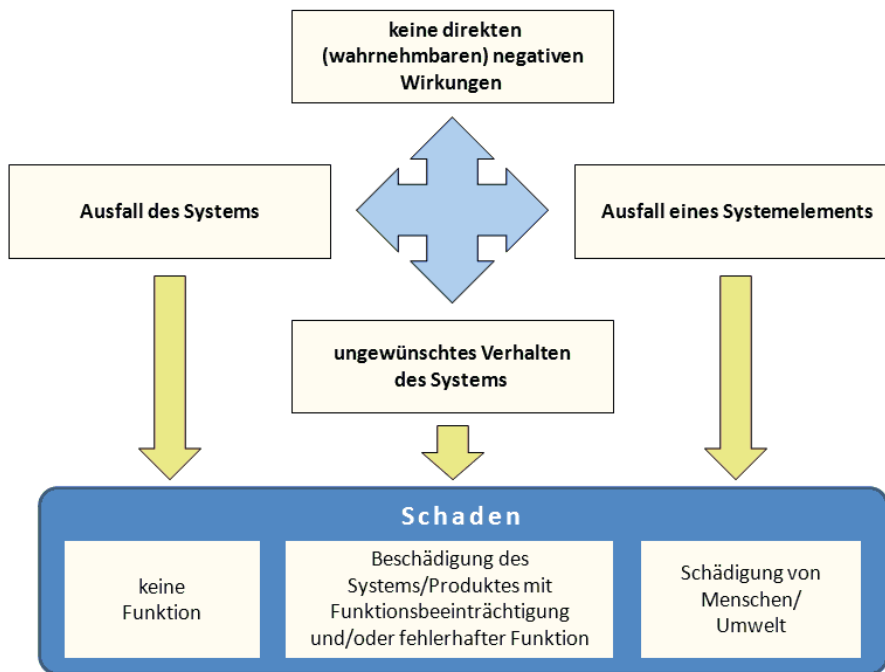 keine direkten
(wahrnehmbaren) negativen
Wirkungen
Ausfall des Systems
Ausfall eines Systemelements
ungewünschtes Verhalten
des Systems
Schaden
keine
Funktion
Beschädigung des
Systems/Produktes mit
Funktionsbeeinträchtigung
und/oder fehlerhafter Funktion
Schädigung von
Menschen/
Umwelt